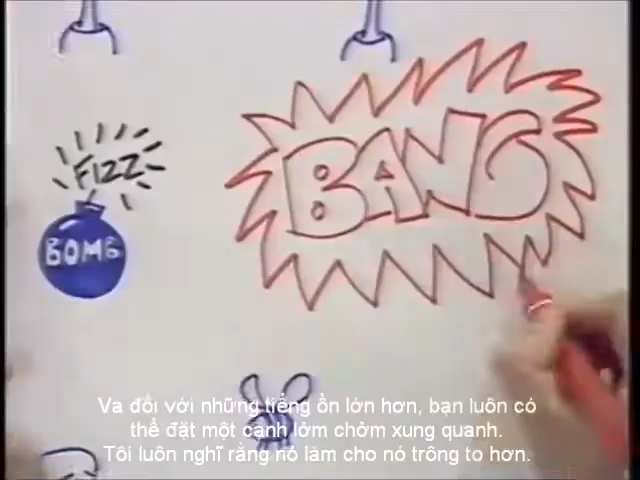 BANG
FIZZ
BOMB
Va đối với những tiếng ồn lớn hơn, bạn luôn có
thể đặt một cạnh lởm chởm xung quanh.
Tôi luôn nghĩ rằng nó làm cho nó trông to hơn.